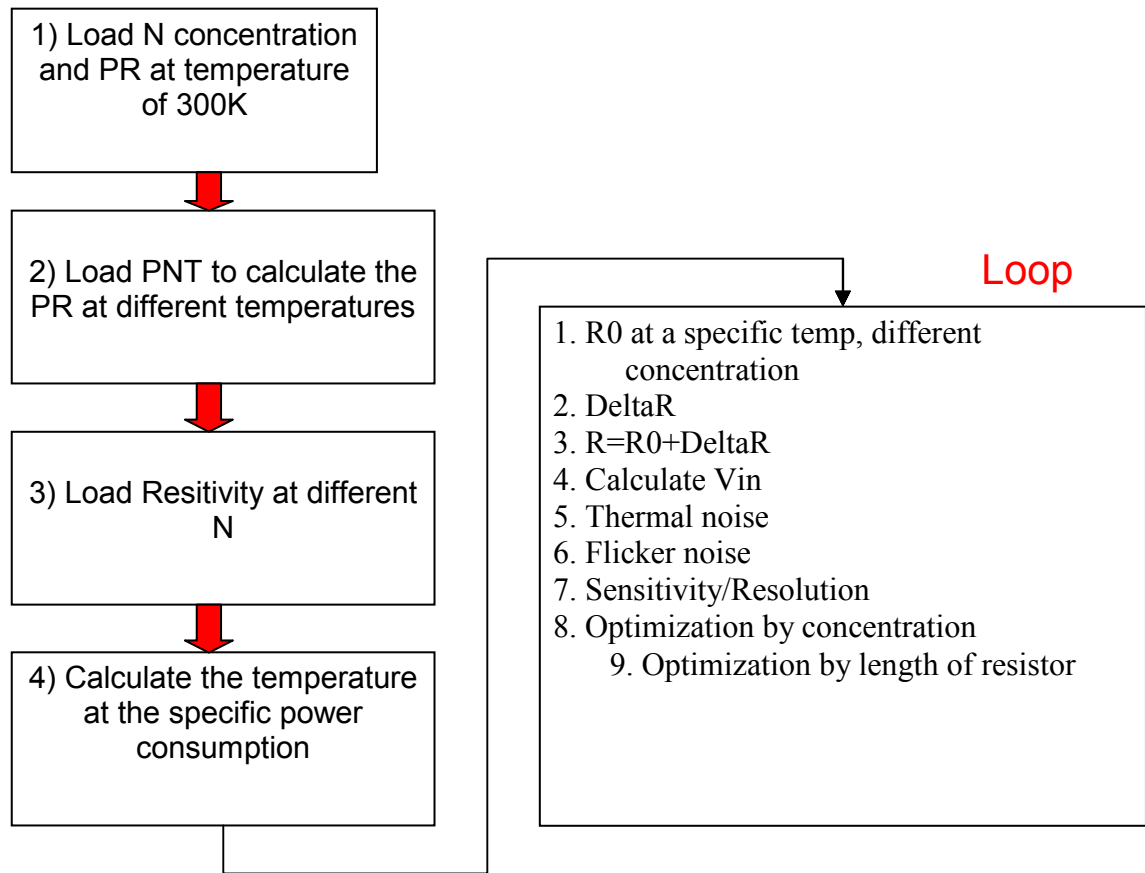 1) Load N concentration
and PR at temperature
of 300K
2) Load PNT to calculate the
PR at different temperatures
3) Load Resitivity at different
N
4) Calculate the temperature
at the specific power
consumption
Loop
1. R0 at a specific temp, different
concentration
2. DeltaR
3. R=R0+DeltaR
4. Calculate Vin
5. Thermal noise
6. Flicker noise
7. Sensitivity/Resolution
8. Optimization by concentration
9. Optimization by length of resistor